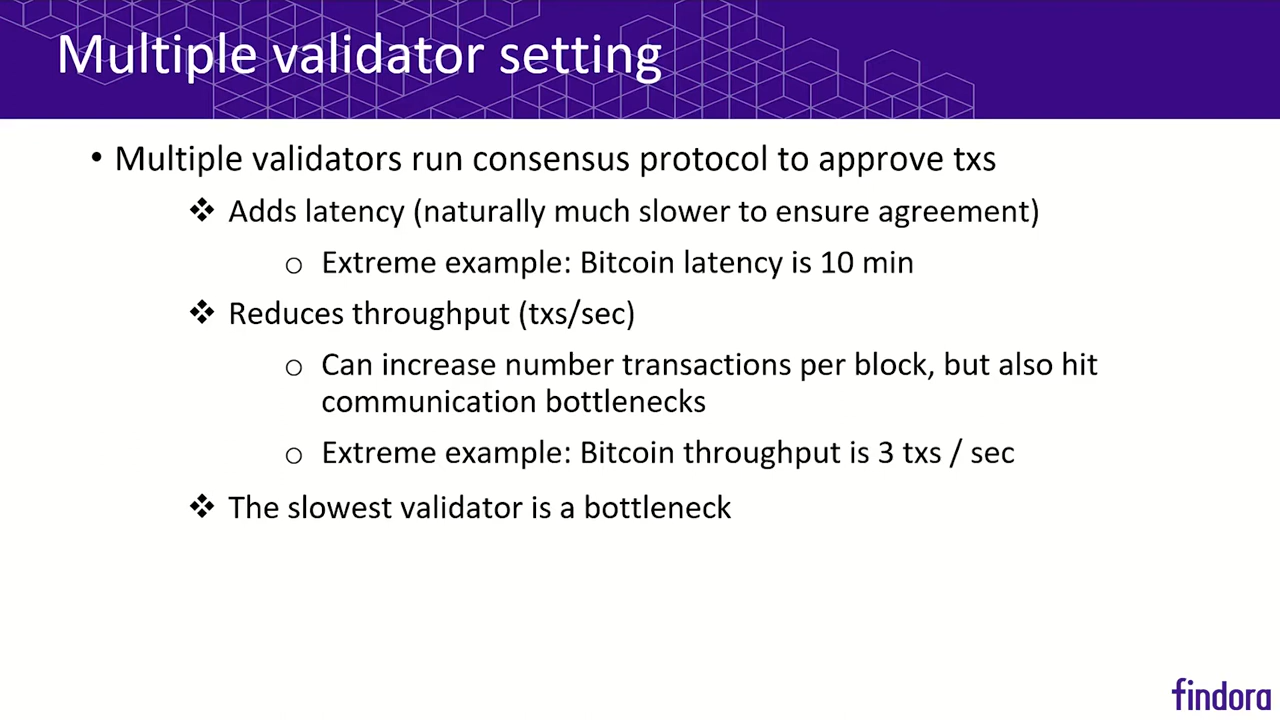 Multiple validator setting
• Multiple validators run consensus protocol to approve txs
❖ Adds latency (naturally much slower to ensure agreement)
o Extreme example: Bitcoin latency is 10 min
❖ Reduces throughput (txs/sec)
o Can increase number transactions per block, but also hit
communication bottlenecks
o Extreme example: Bitcoin throughput is 3 txs / sec
❖ The slowest validator is a bottleneck
findora